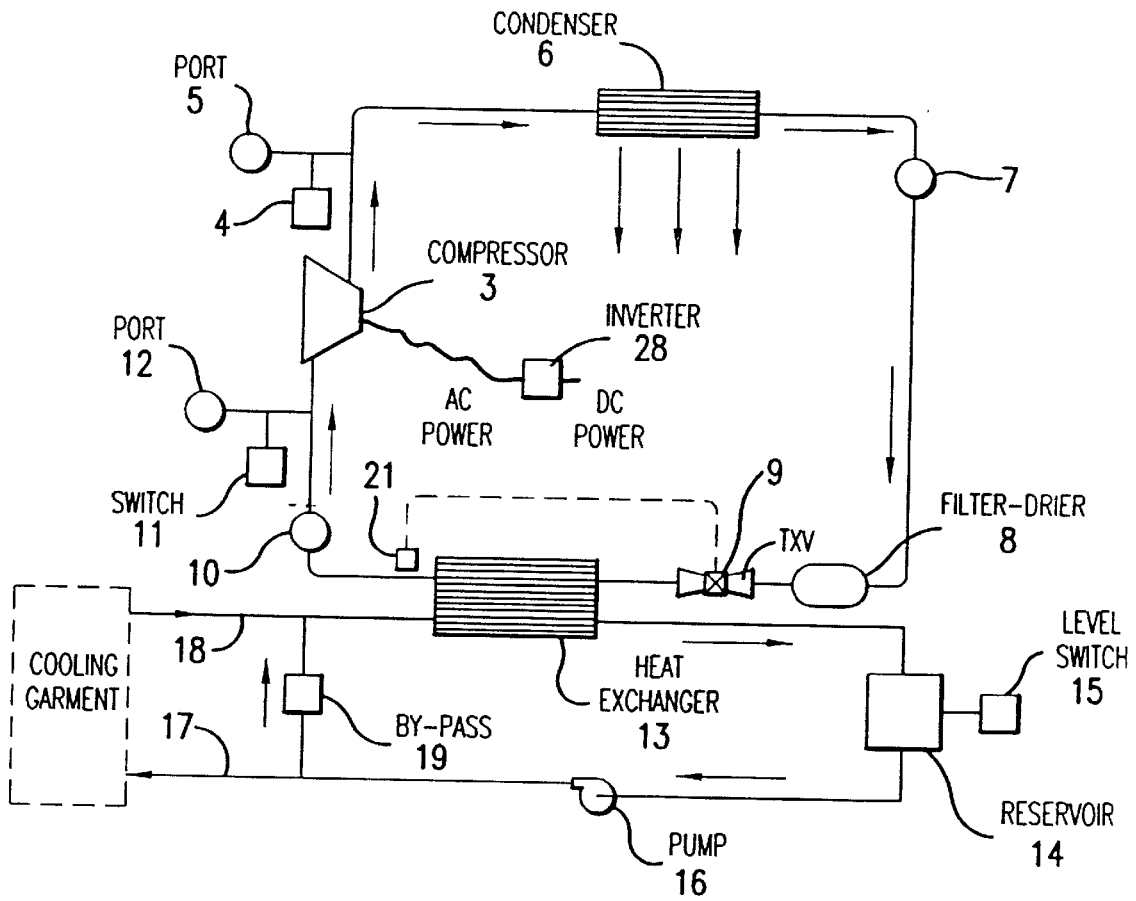 CONDENSER
6
PORT
5
7
4
COMPRESSOR
3
INVERTER
28
PORT
12
AC
POWER
DC
POWER
9
21
SWITCH
11
TXV
FILTER-DRIER
8
10
18
COOLING
GARMENT
HEAT
EXCHANGER
13
LEVEL
SWITCH
15
17
BY-PASS
19
RESERVOIR
14
PUMP
16